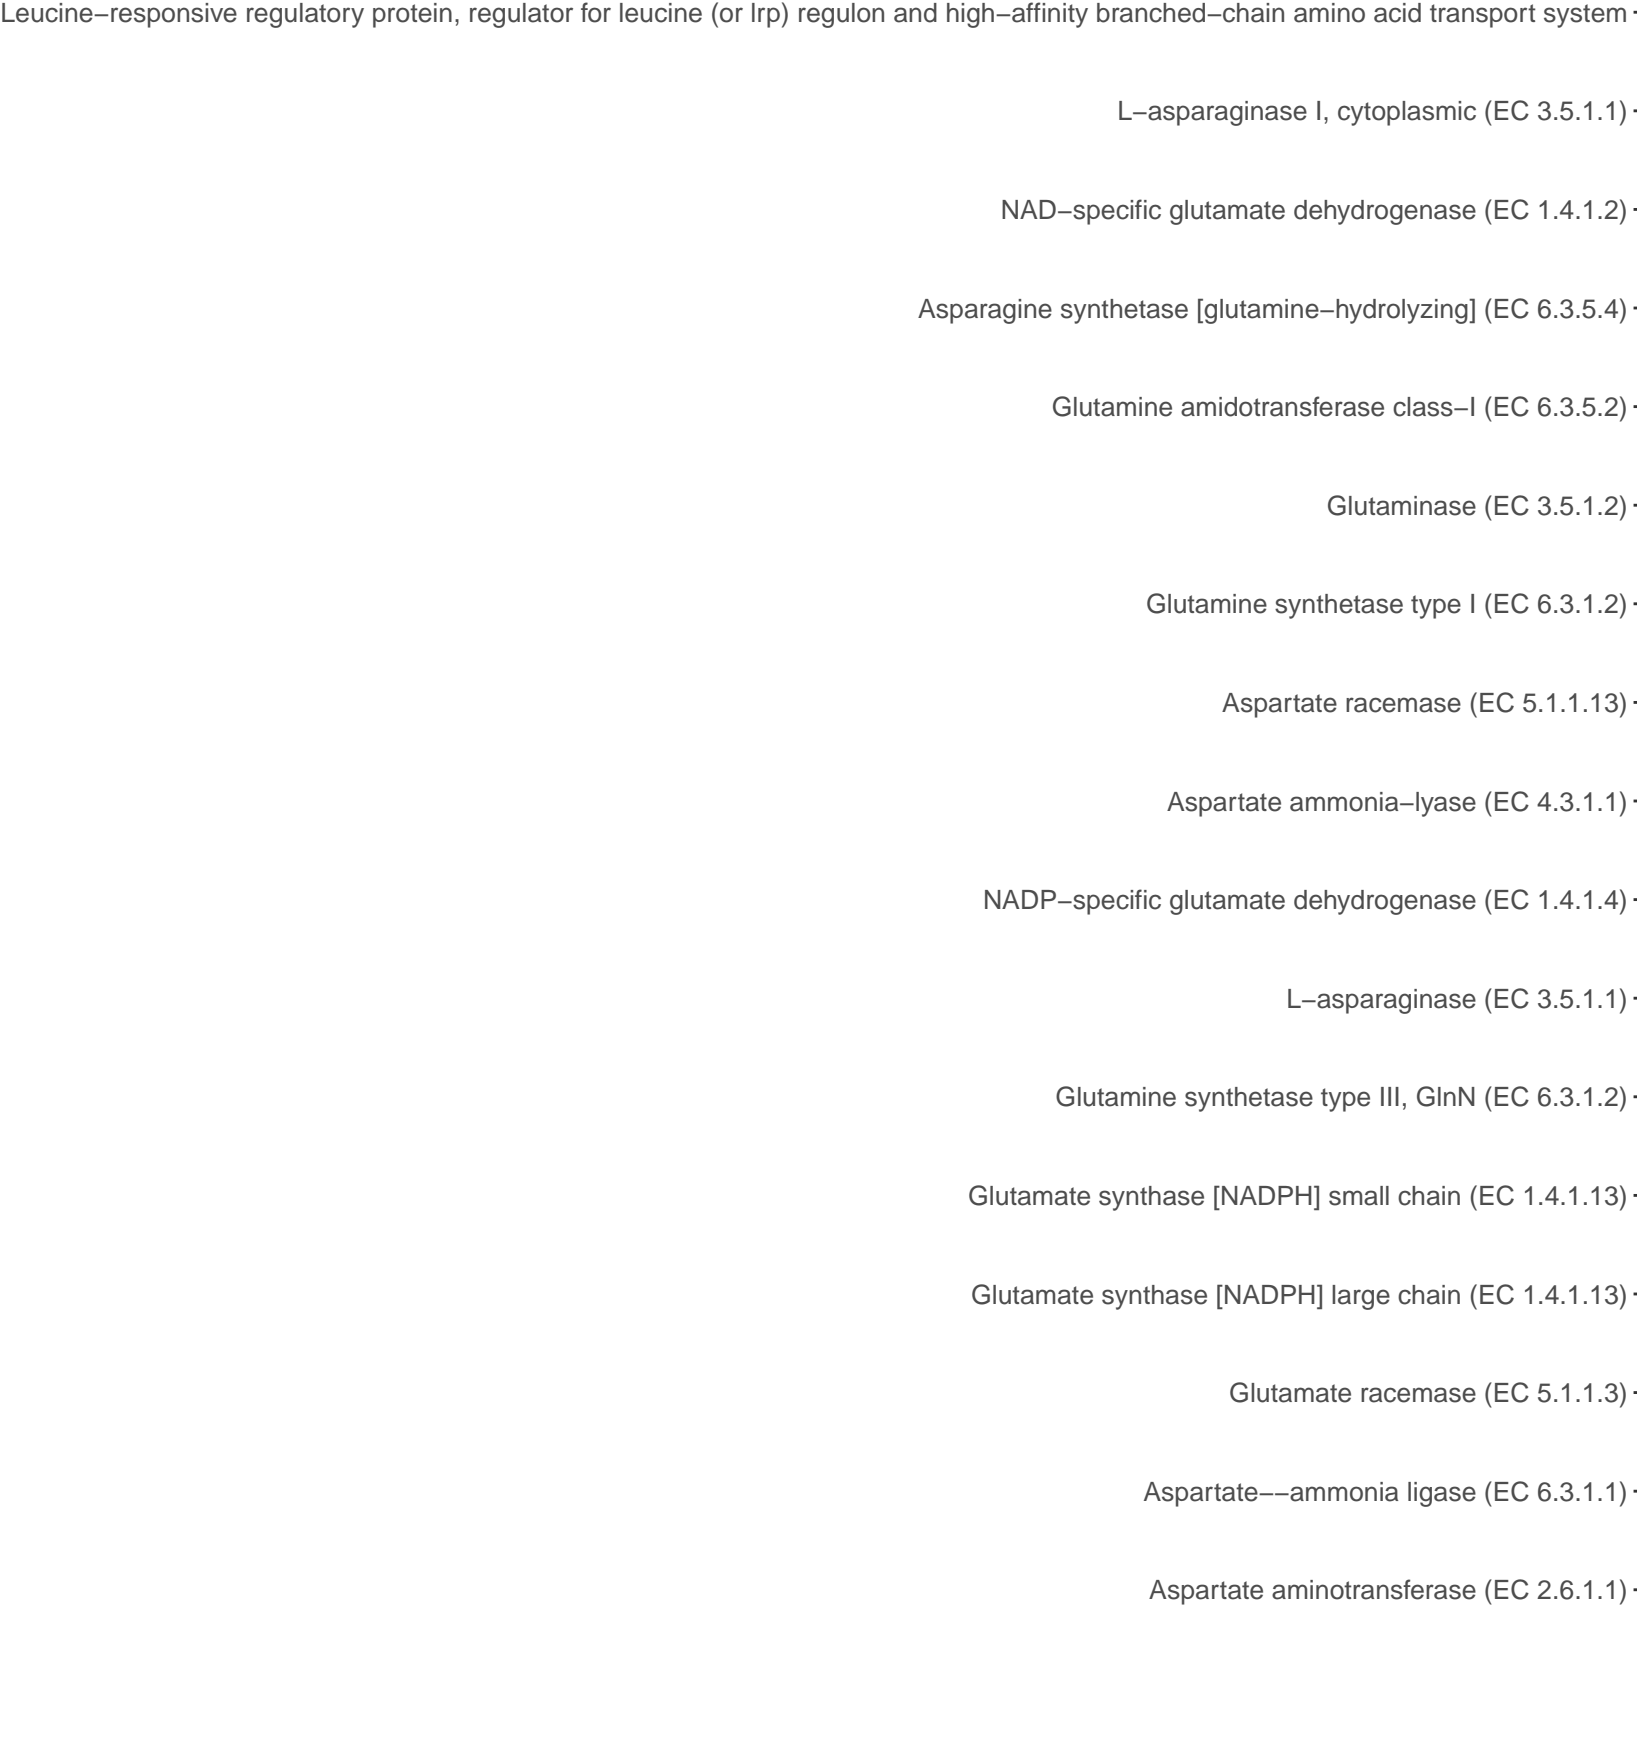 Leucine−responsive regulatory protein, regulator for leucine (or lrp) regulon and high−affinity branched−chain amino acid transport system
L−asparaginase I, cytoplasmic (EC 3.5.1.1)
NAD−specific glutamate dehydrogenase (EC 1.4.1.2)
Asparagine synthetase [glutamine−hydrolyzing] (EC 6.3.5.4)
Glutamine amidotransferase class−I (EC 6.3.5.2)
Glutaminase (EC 3.5.1.2)
Glutamine synthetase type I (EC 6.3.1.2)
Aspartate racemase (EC 5.1.1.13)
Aspartate ammonia−lyase (EC 4.3.1.1)
NADP−specific glutamate dehydrogenase (EC 1.4.1.4)
L−asparaginase (EC 3.5.1.1)
Glutamine synthetase type III, GlnN (EC 6.3.1.2)
Glutamate synthase [NADPH] small chain (EC 1.4.1.13)
Glutamate synthase [NADPH] large chain (EC 1.4.1.13)
Glutamate racemase (EC 5.1.1.3)
Aspartate−−ammonia ligase (EC 6.3.1.1)
Aspartate aminotransferase (EC 2.6.1.1)